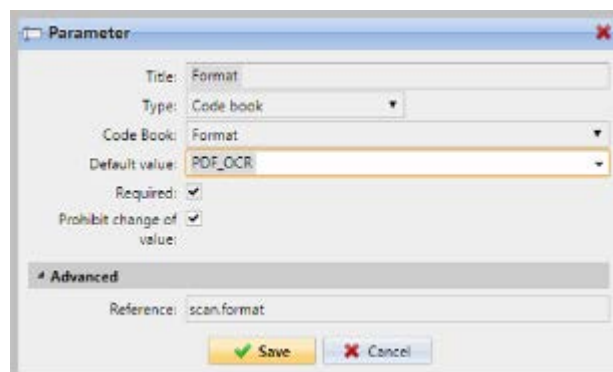 Parameter
Title: Format
Type: Code book
Code Book: Format
Default value: PDF_OCR
Required:
Prohibit change of
value:
Advanced
Reference: scan.format
Save Cancel